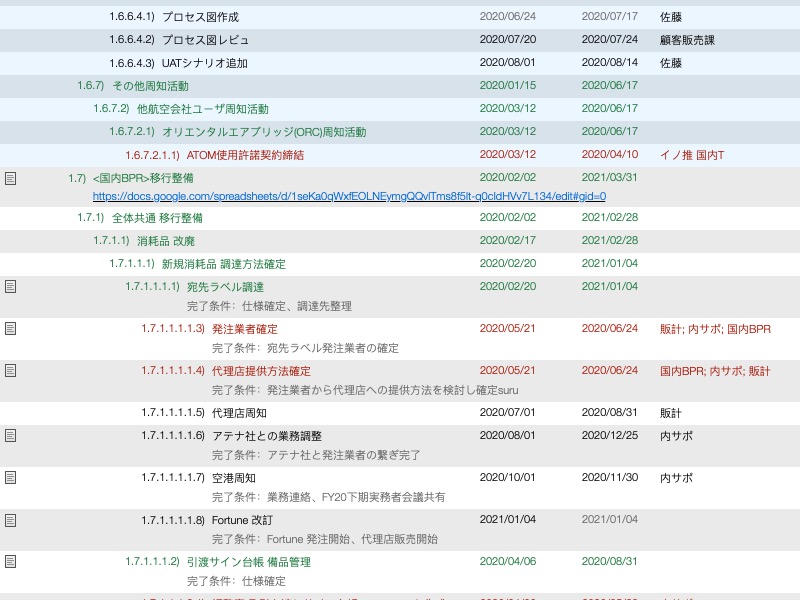 1.6.6.4.1) プロセス図作成 2020/06/24 2020/07/17 佐藤
1.6.6.4.2) プロセス図レビュ 2020/07/20 2020/07/24 顧客販売課
1.6.6.4.3) UATシナリオ追加 2020/08/01 2020/08/14 佐藤
1.6.7) その他周知活動 2020/01/15 2020/06/17
1.6.7.2) 他航空会社ユーザ周知活動 2020/03/12 2020/06/17
1.6.7.2.1) オリエンタルエアブリッジ(ORC)周知活動 2020/03/12 2020/06/17
1.6.7.2.1.1) ATOM使用許諾契約締結 2020/03/12 2020/04/10 イノ推 国内T
1.7) <国内BPR>移行整備 2020/02/02 2021/03/31
https://docs.google.com/spreadsheets/d/1seKa0qWxfEOLNEymgQQvlTms8f5lt-q0cIdHVv7L134/edit#gid=0
1.7.1) 全体共通 移行整備 2020/02/02 2021/02/28
1.7.1.1) 消耗品 改廃 2020/02/17 2021/02/28
1.7.1.1.1) 新規消耗品 調達方法確定 2020/02/20 2021/01/04
1.7.1.1.1.1) 宛先ラベル調達 2020/02/20 2021/01/04
完了条件: 仕様確定、調達先整理
1.7.1.1.1.1.3) 発注業者確定 2020/05/21 2020/06/24 販計; 内サポ; 国内BPR
完了条件: 宛先ラベル発注業者の確定
1.7.1.1.1.1.4) 代理店提供方法確定 2020/05/21 2020/06/24 国内BPR; 内サポ; 販計
完了条件: 発注業者から代理店への提供方法を検討し確定suru
1.7.1.1.1.1.5) 代理店周知 2020/07/01 2020/08/31 販計
1.7.1.1.1.1.6) アテナ社との業務調整 2020/08/01 2020/12/25 内サポ
完了条件: アテナ社と発注業者の繋ぎ完了
1.7.1.1.1.1.7) 空港周知 2020/10/01 2020/11/30 内サポ
完了条件: 業務連絡、FY20下期実務者会議共有
1.7.1.1.1.1.8) Fortune 改訂 2021/01/04 2021/01/04
完了条件: Fortune 発注開始、代理店販売開始
1.7.1.1.1.2) 引渡サイン台帳 備品管理 2020/04/06 2020/08/31
完了条件: 仕様確定